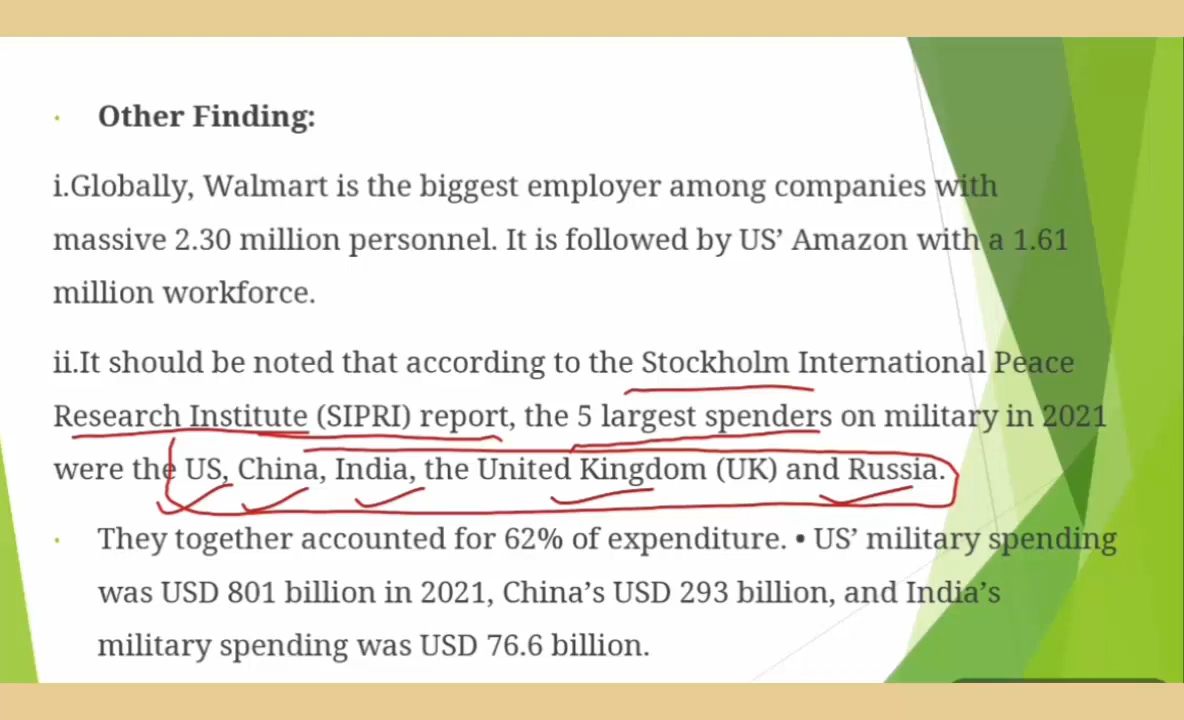 · Other Finding:
i.Globally, Walmart is the biggest employer among companies with
massive 2.30 million personnel. It is followed by US’ Amazon with a 1.61
million workforce.
ii.It should be noted that according to the Stockholm International Peace
Research Institute (SIPRI) report, the 5 largest spenders on military in 2021
were the US, China, India, the United Kingdom (UK) and Russia.
· They together accounted for 62% of expenditure. • US’ military spending
was USD 801 billion in 2021, China’s USD 293 billion, and India’s
military spending was USD 76.6 billion.